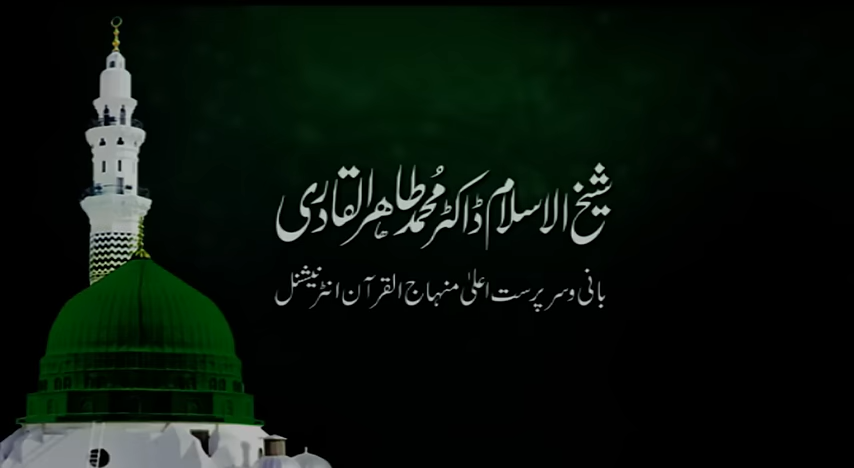 شیخ الاسلام ڈاکٹر محمد طاہر القادری
بانی و سرپرست اعلیٰ منہاج القرآن انٹرنیشنل